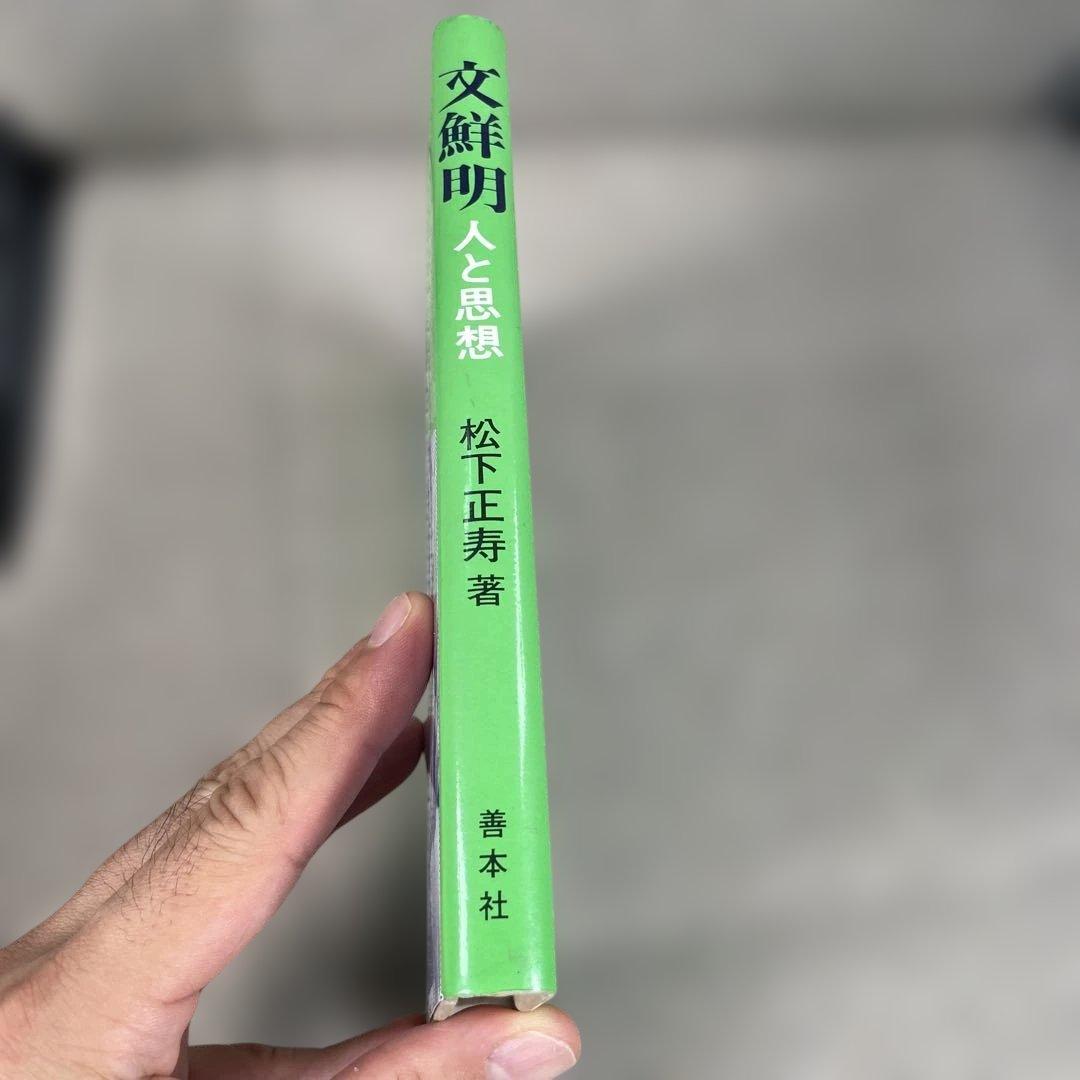 文鮮明
人と思想
松下正寿 著
善本社